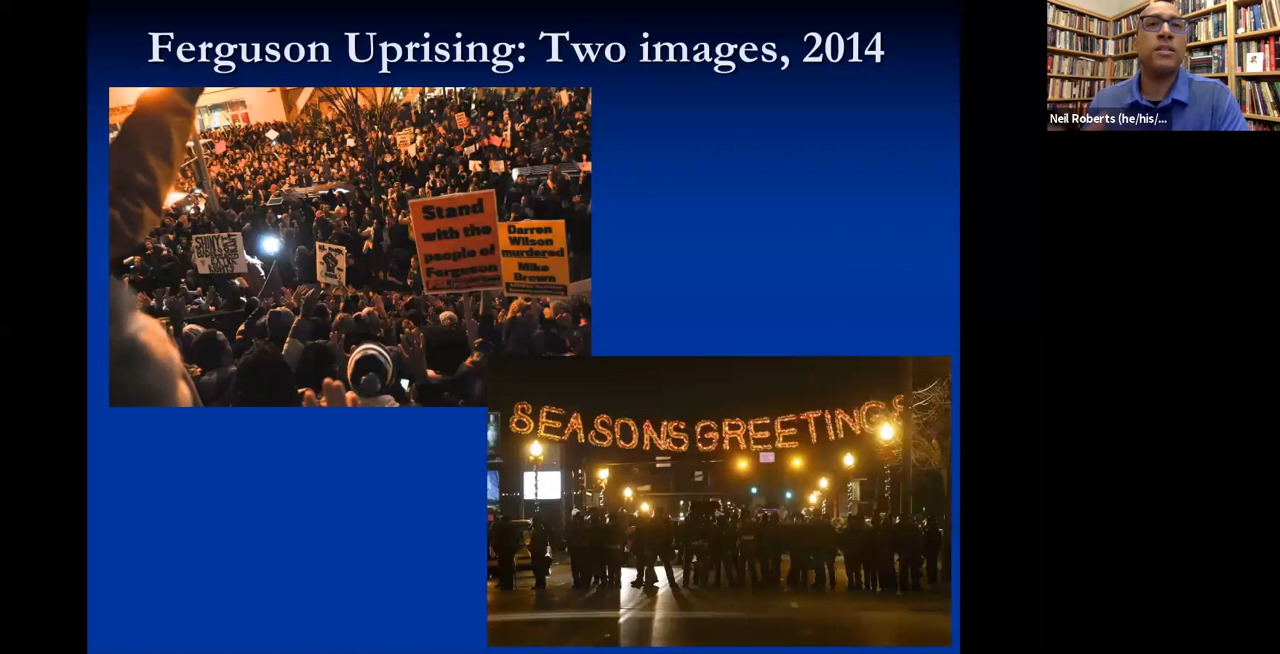 Ferguson Uprising: Two images, 2014
Neil Roberts (he/his/...
Stand
with the
people of
Ferguson
Darren
Wilson
murdered
Mike
Brown
SEASONS GREETINGS